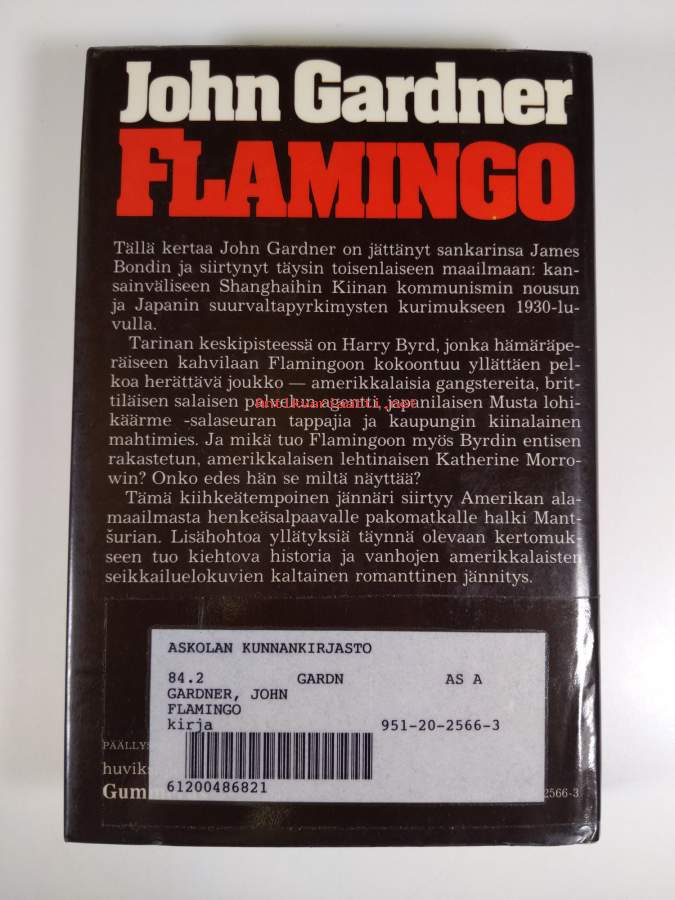 John Gardner
FLAMINGO
Tällä kertaa John Gardner on jättänyt sankarinsa James
Bondin ja siirtynyt täysin toisenlaiseen maailmaan: kan-
sainväliseen Shanghaihin Kiinan kommunismin nousun
ja Japanin suurvaltapyrkimysten kurimukseen 1930-lu-
vulla.
Tarinan keskipisteessä on Harry Byrd, jonka hämäräpe-
räiseen kahvilaan Flamingoon kokoontuu yllättäen pel-
koa herättävä joukko — amerikkalaisia gangstereita, brit-
tiläisen salaisen palvelun agentti, japanilaisen Musta lohi-
käärme -salaseuran tappajia ja kaupungin kiinalainen
mahtimies. Ja mikä tuo Flamingoon myös Byrdin entisen
rakastetun, amerikkalaisen lehtinaisen Katherine Morro-
win? Onko edes hän se miltä näyttää?
Tämä kiihkeätempoinen jännäri siirtyy Amerikan ala-
maailmasta henkeäsalpaavalle pakomatkalle halki Mant-
šurian. Lisähohtoa yllätyksiä täynnä olevaan kertomuk-
seen tuo kiehtova historia ja vanhojen amerikkalaisten
seikkailuelokuvien kaltainen romanttinen jännitys.
ASKOLAN KUNNANKIRJASTO
84.2 GARDN AS A
GARDNER, JOHN
FLAMINGO
kirja 951-20-2566-3
61200486821
PÄÄLLYS
huvik
Gum
2566-3